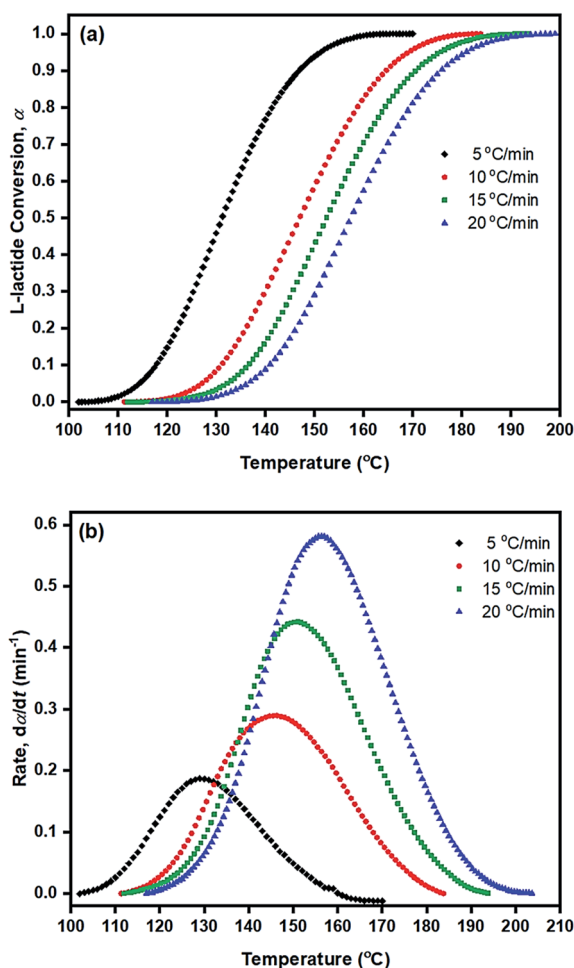 (a)
1.0
0.9
0.8
0.7
0.6
0.5
0.4
0.3
0.2
0.1
0.0
L-lactide Conversion, α
5 °C/min
10 °C/min
15 °C/min
20 °C/min
100 110 120 130 140 150 160 170 180 190 200
Temperature (°C)
(b)
0.6
0.5
0.4
0.3
0.2
0.1
0.0
Rate, dα/dt (min⁻¹)
5 °C/min
10 °C/min
15 °C/min
20 °C/min
100 110 120 130 140 150 160 170 180 190 200 210
Temperature (°C)